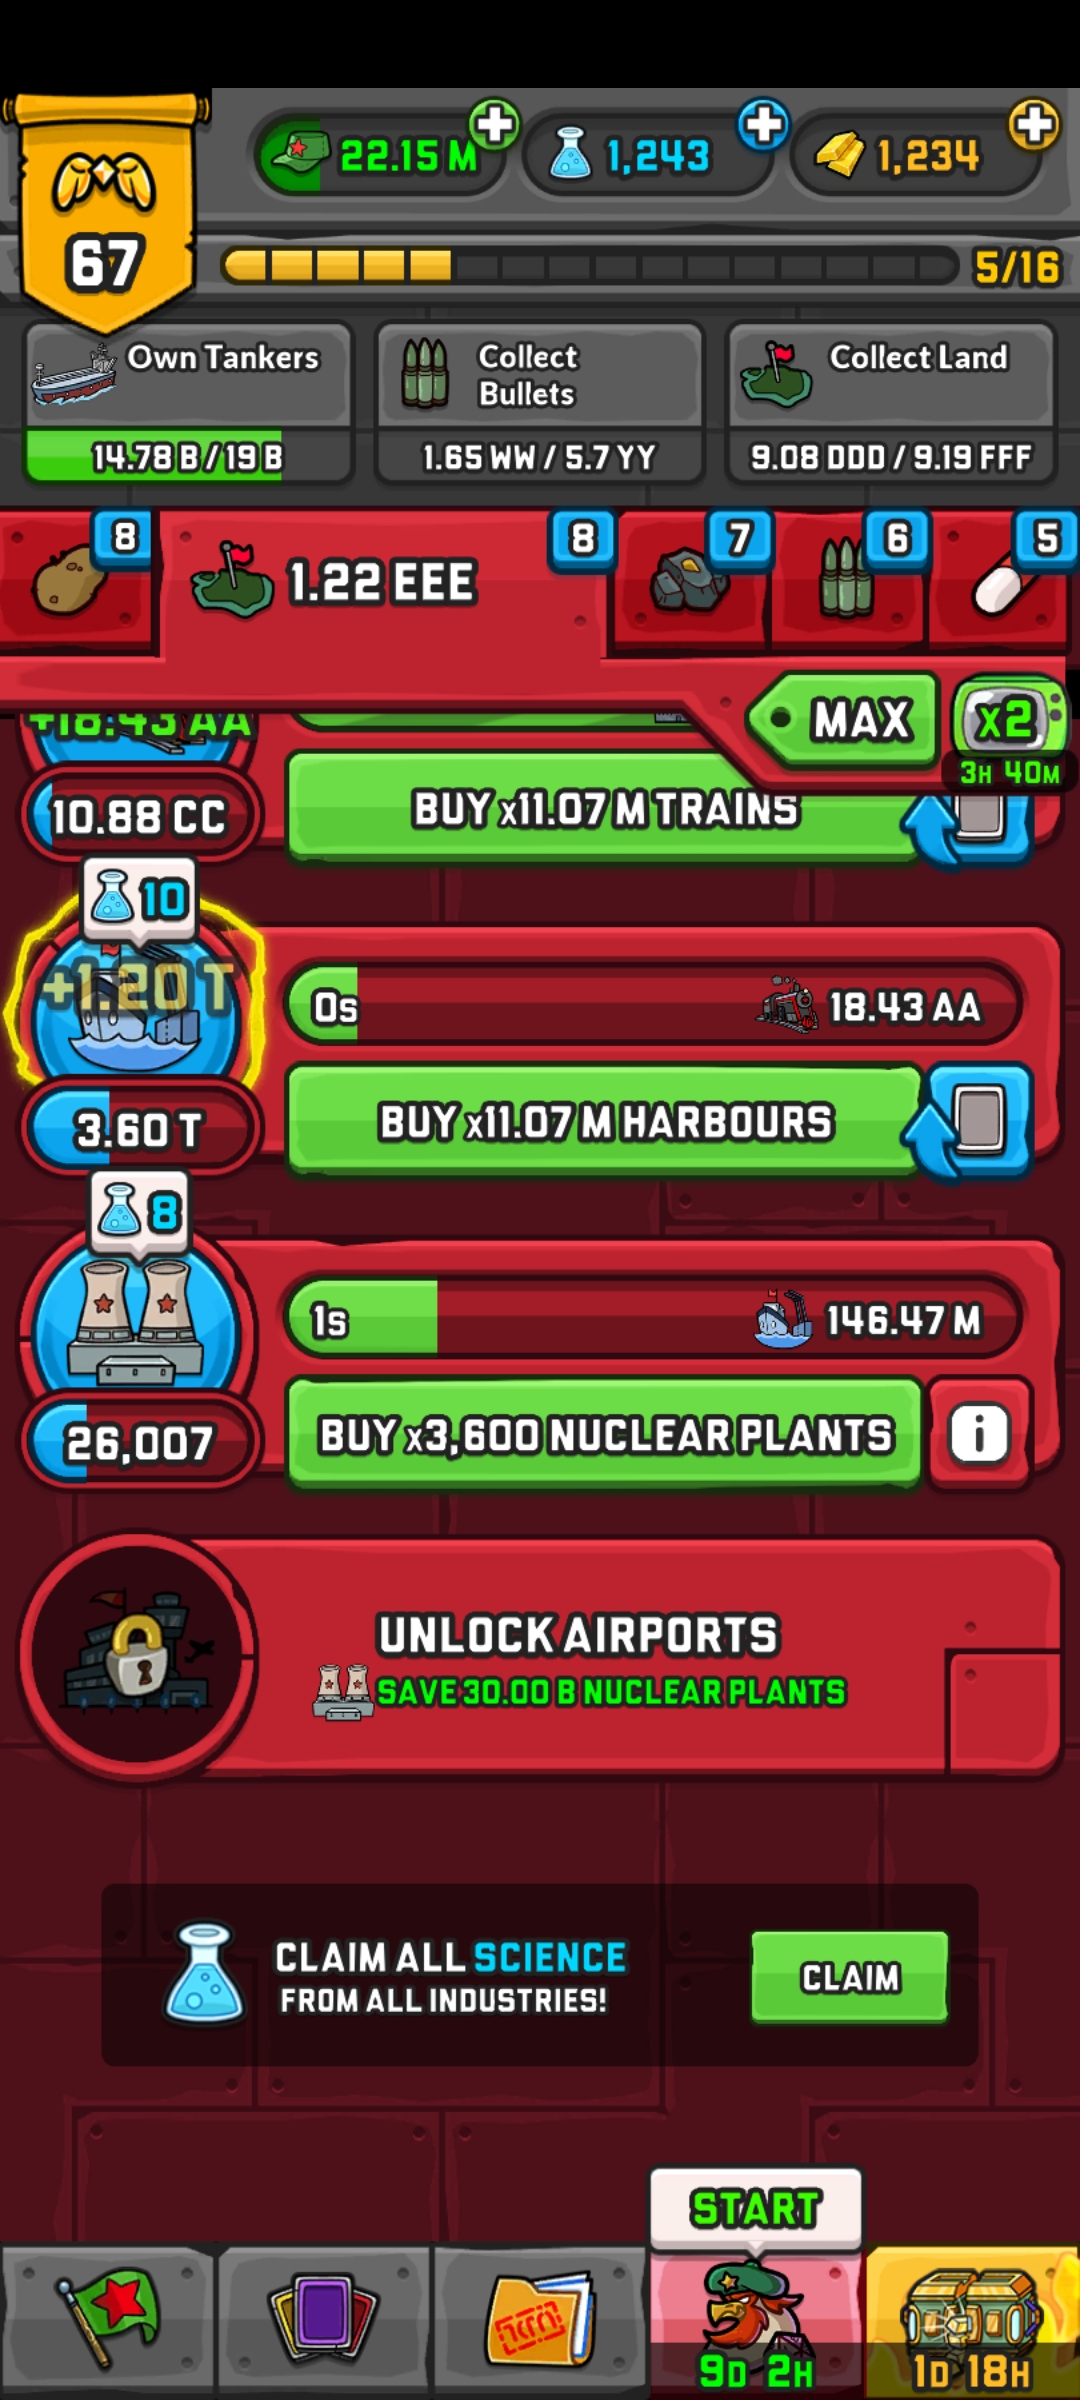 22.15 M
1,243
1,234
67
5/16
Own Tankers
14.78 B / 19 B
Collect
Bullets
1.65 WW / 5.7 YY
Collect Land
9.08 DDD / 9.19 FFF
8
1.22 EEE
8
7
6
5
MAX
x2
3H 40M
+18.43 AA
10.88 CC
BUY x11.07 M TRAINS
10
+1.20 T
0s
18.43 AA
3.60 T
BUY x11.07 M HARBOURS
8
1s
146.47 M
26,007
BUY x3,600 NUCLEAR PLANTS
i
UNLOCK AIRPORTS
SAVE 30.00 B NUCLEAR PLANTS
CLAIM ALL SCIENCE
FROM ALL INDUSTRIES!
CLAIM
START
9D 2H
1D 18H